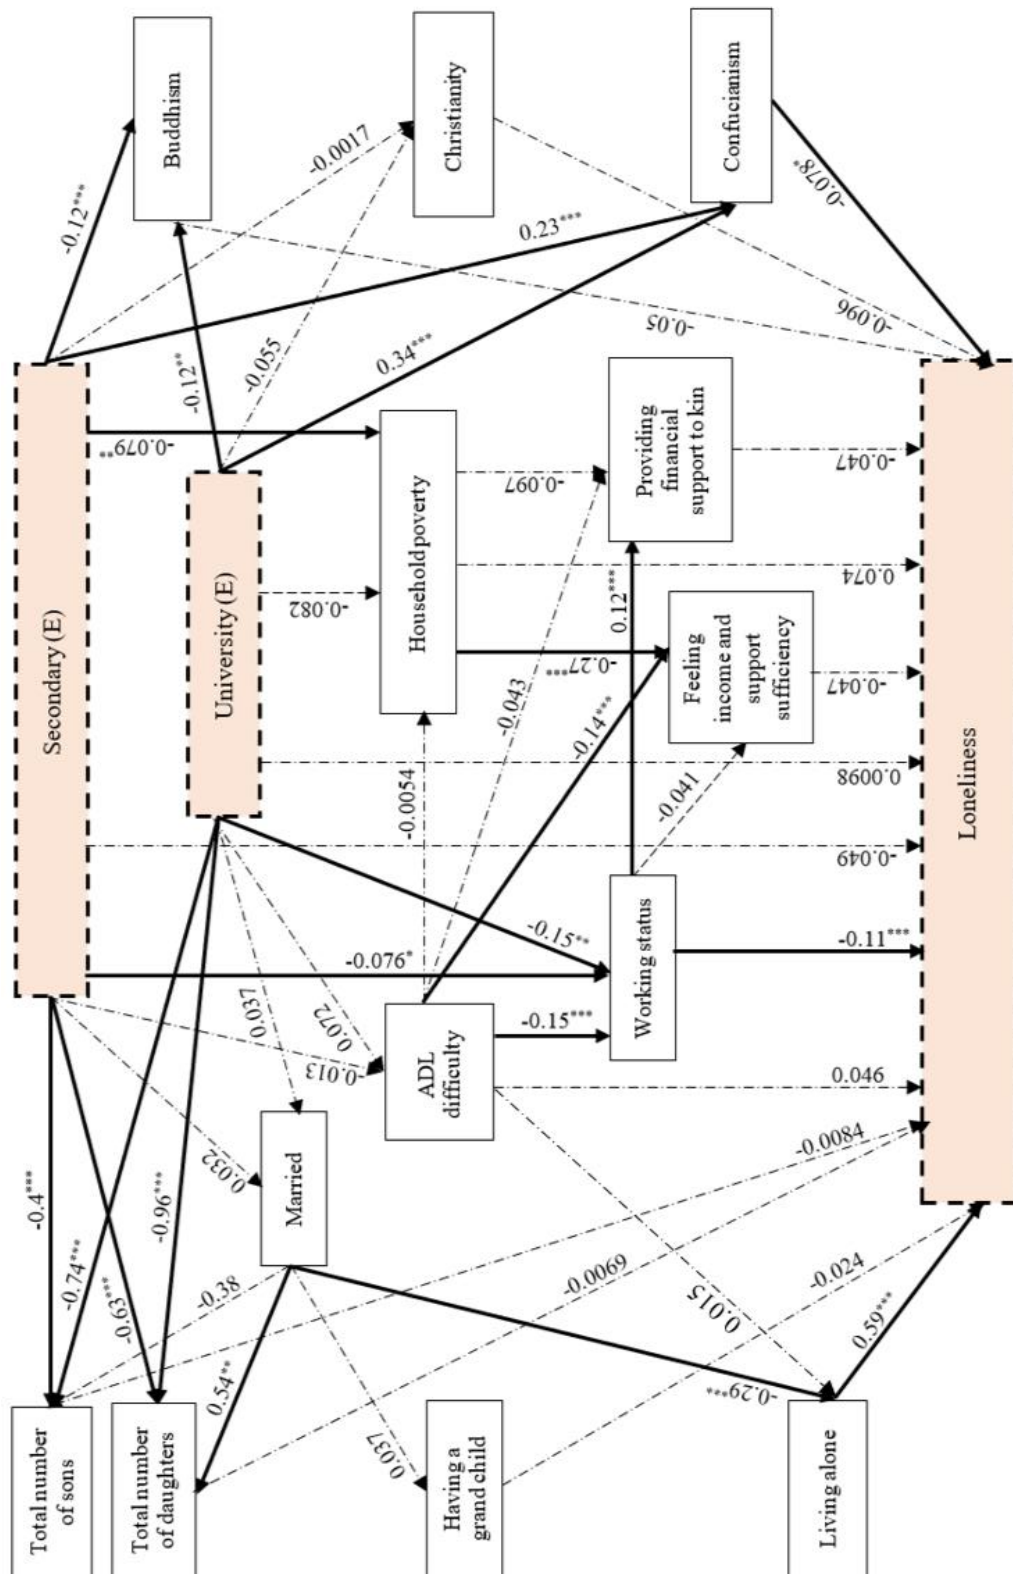 Total number
of sons
Total number
of daughters
Having a
grand child
Living alone
Married
ADL
difficulty
Working status
Secondary (E)
University (E)
Household poverty
Feeling
income and
support
sufficiency
Providing
financial
support to kin
Buddhism
Christianity
Confucianism
Loneliness
-0.4***
-0.74***
-0.63***
-0.96***
-0.38
0.54**
0.037
0.032
0.037
-0.013
0.072
-0.076*
-0.15**
-0.15***
-0.29***
0.015
0.59***
-0.024
-0.0069
-0.0084
0.046
-0.11***
-0.049
0.0098
-0.047
0.074
-0.047
-0.041
0.12***
-0.14***
-0.043
-0.0054
-0.27***
-0.097
-0.082
-0.079**
-0.12**
-0.12***
-0.055
-0.0017
0.34***
0.23***
-0.05
-0.096
-0.078*